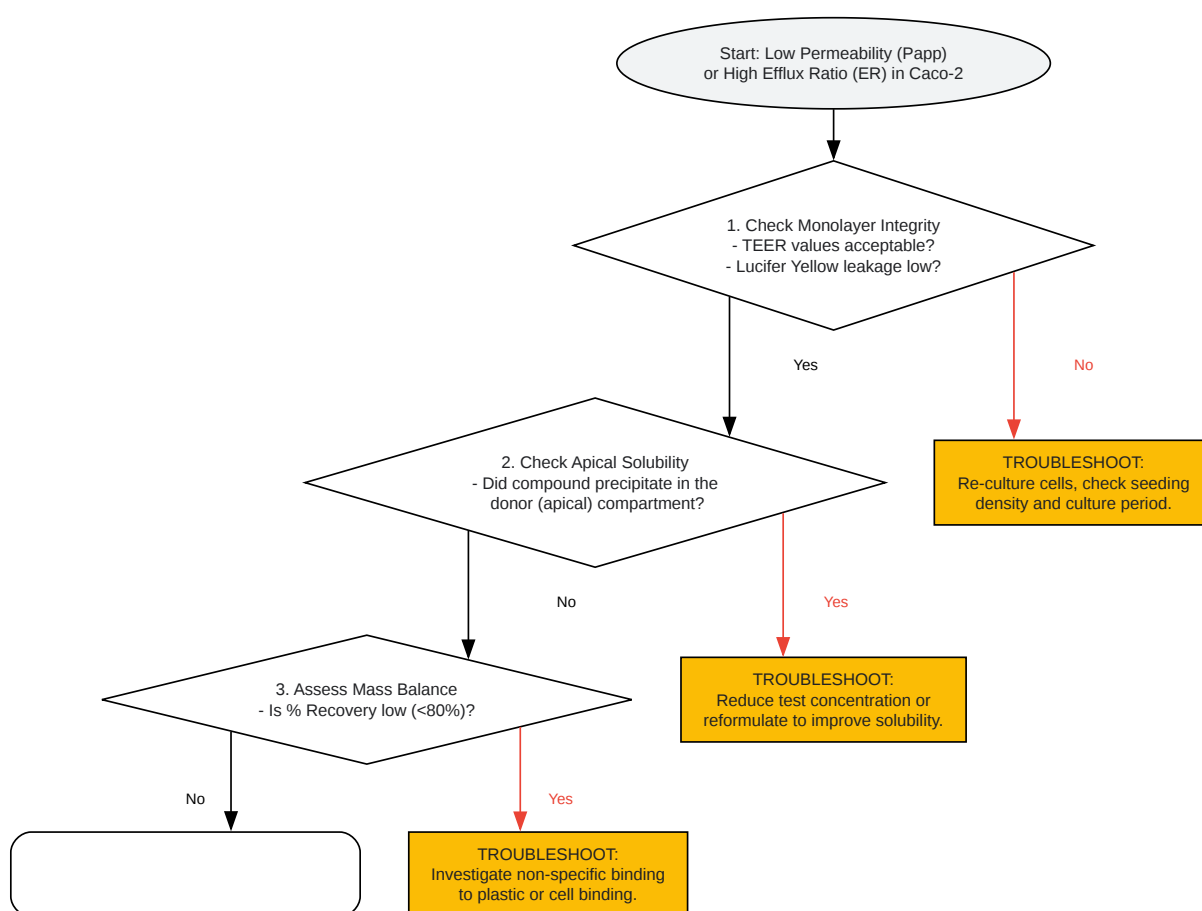 Start: Low Permeability (Papp)
or High Efflux Ratio (ER) in Caco-2
1. Check Monolayer Integrity
- TEER values acceptable?
- Lucifer Yellow leakage low?
Yes
No
TROUBLESHOOT:
Re-culture cells, check seeding
density and culture period.
2. Check Apical Solubility
- Did compound precipitate in the
donor (apical) compartment?
No
Yes
TROUBLESHOOT:
Reduce test concentration or
reformulate to improve solubility.
3. Assess Mass Balance
- Is % Recovery low (<80%)?
No
Yes
TROUBLESHOOT:
Investigate non-specific binding
to plastic or cell binding.